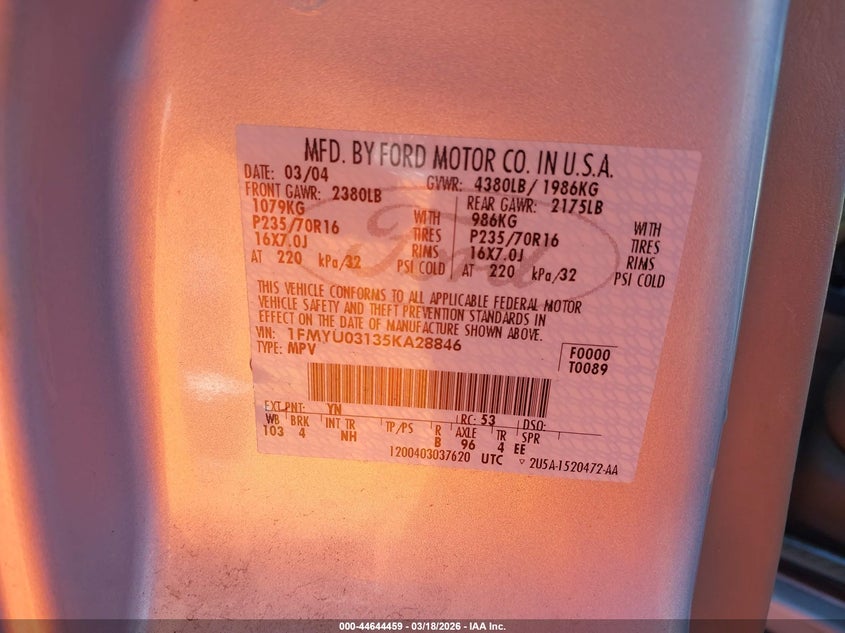 MFD. BY FORD MOTOR CO. IN U.S.A.
DATE: 03/04 GVWR: 4380LB/ 1986KG
FRONT GAWR: 2380LB REAR GAWR: 2175LB
1079KG WITH 986KG WITH
P235/70R16 TIRES P235/70R16 TIRES
16X7.0J RIMS 16X7.0J RIMS
AT 220 kPa/32 PSI COLD AT 220 kPa/32 PSI COLD
Ford
THIS VEHICLE CONFORMS TO ALL APPLICABLE FEDERAL MOTOR
VEHICLE SAFETY AND THEFT PREVENTION STANDARDS IN
EFFECT ON THE DATE OF MANUFACTURE SHOWN ABOVE.
VIN: 1FMYU03135KA28846 F0000
TYPE: MPV T0089
EXT PNT: YN RC: 53 DSO:
WB BRK INT TR TP/PS R AXLE TR SPR
103 4 NH B 96 4 EE
1200403037620 UTC ▽ 2U5A-1520472-AA
000-44644459 - 03/18/2026 - IAA Inc.